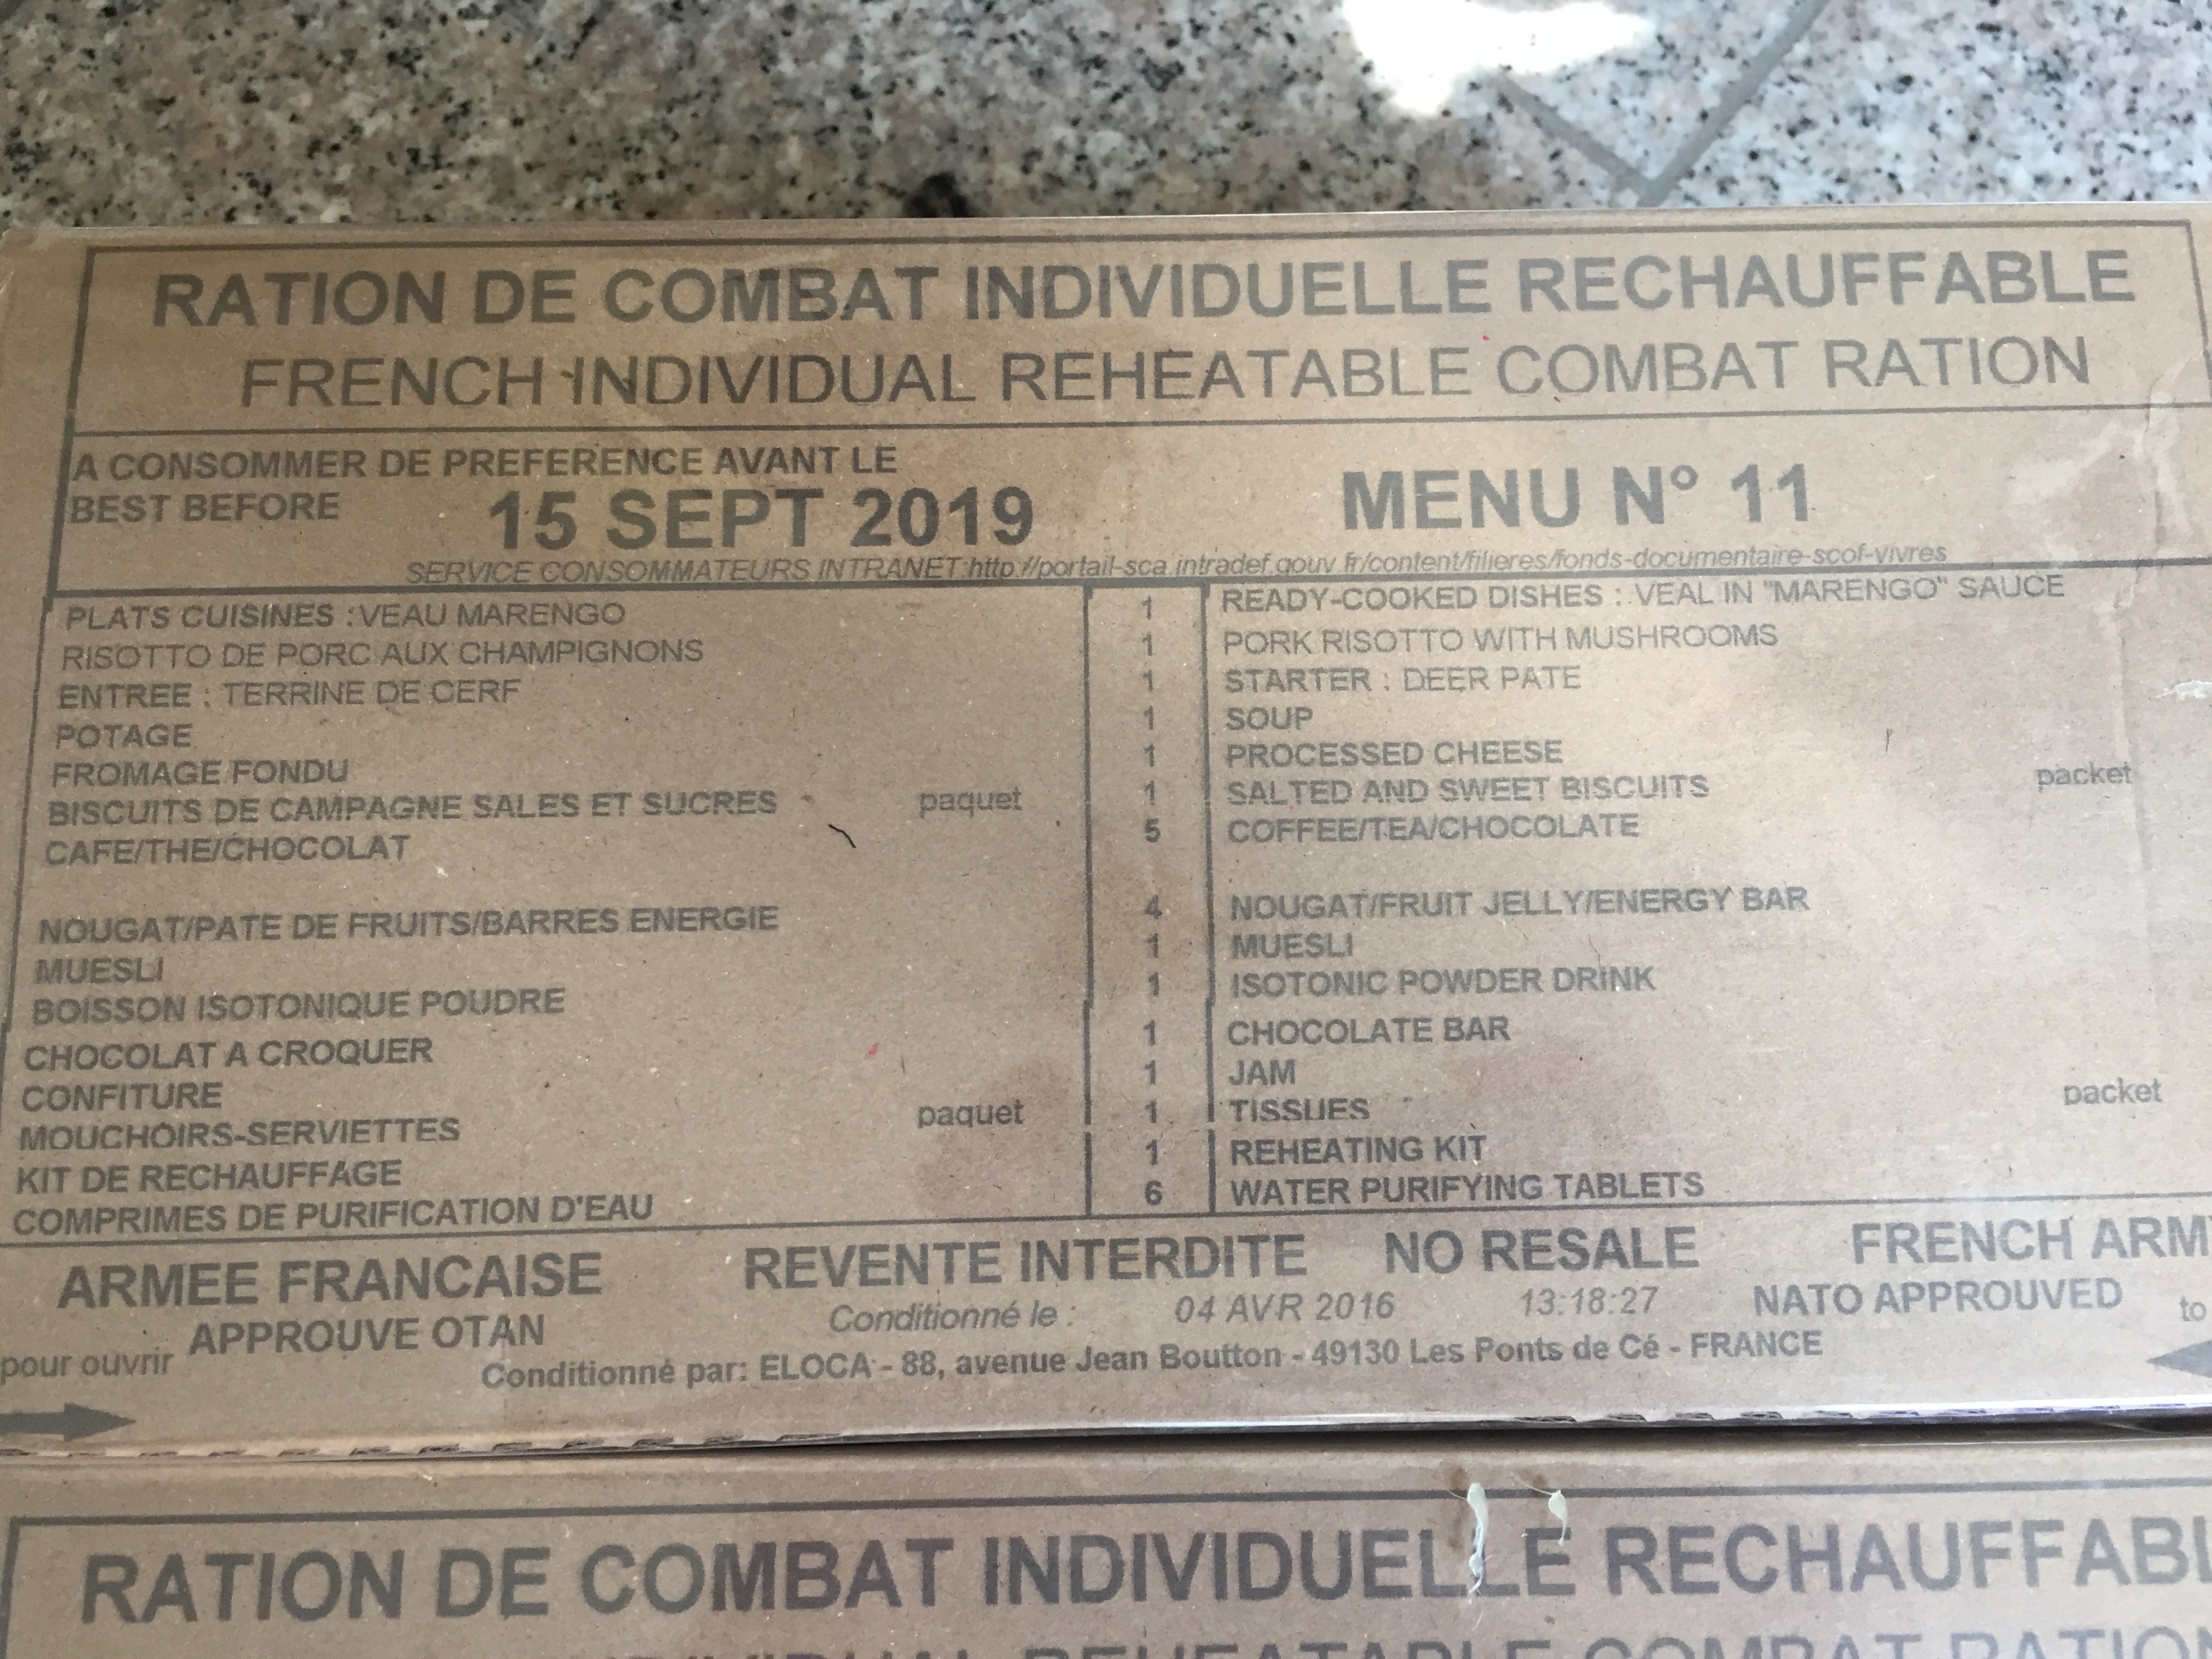 RATION DE COMBAT INDIVIDUELLE RECHAUFFABLE
FRENCH INDIVIDUAL REHEATABLE COMBAT RATION
A CONSOMMER DE PREFERENCE AVANT LE
BEST BEFORE 15 SEPT 2019 MENU N° 11
SERVICE CONSOMMATEURS INTRANET:http://portail-sca.intradef.gouv.fr/content/filieres/fonds-documentaire-scof-vivres
PLATS CUISINES : VEAU MARENGO 1 READY-COOKED DISHES : VEAL IN "MARENGO" SAUCE
RISOTTO DE PORC AUX CHAMPIGNONS 1 PORK RISOTTO WITH MUSHROOMS
ENTREE : TERRINE DE CERF 1 STARTER : DEER PATE
POTAGE 1 SOUP
FROMAGE FONDU 1 PROCESSED CHEESE
BISCUITS DE CAMPAGNE SALES ET SUCRES paquet 1 SALTED AND SWEET BISCUITS packet
CAFE/THE/CHOCOLAT 5 COFFEE/TEA/CHOCOLATE
NOUGAT/PATE DE FRUITS/BARRES ENERGIE 4 NOUGAT/FRUIT JELLY/ENERGY BAR
MUESLI 1 MUESLI
BOISSON ISOTONIQUE POUDRE 1 ISOTONIC POWDER DRINK
CHOCOLAT A CROQUER 1 CHOCOLATE BAR
CONFITURE 1 JAM
MOUCHOIRS-SERVIETTES paquet 1 TISSUES packet
KIT DE RECHAUFFAGE 1 REHEATING KIT
COMPRIMES DE PURIFICATION D'EAU 6 WATER PURIFYING TABLETS
ARMEE FRANCAISE REVENTE INTERDITE NO RESALE FRENCH ARM
APPROUVE OTAN Conditionné le : 04 AVR 2016 13:18:27 NATO APPROUVED to
pour ouvrir Conditionné par: ELOCA - 88, avenue Jean Boutton - 49130 Les Ponts de Cé - FRANCE
RATION DE COMBAT INDIVIDUELLE RECHAUFFABL
INDIVIDUAL REHEATABLE COMBAT RATION